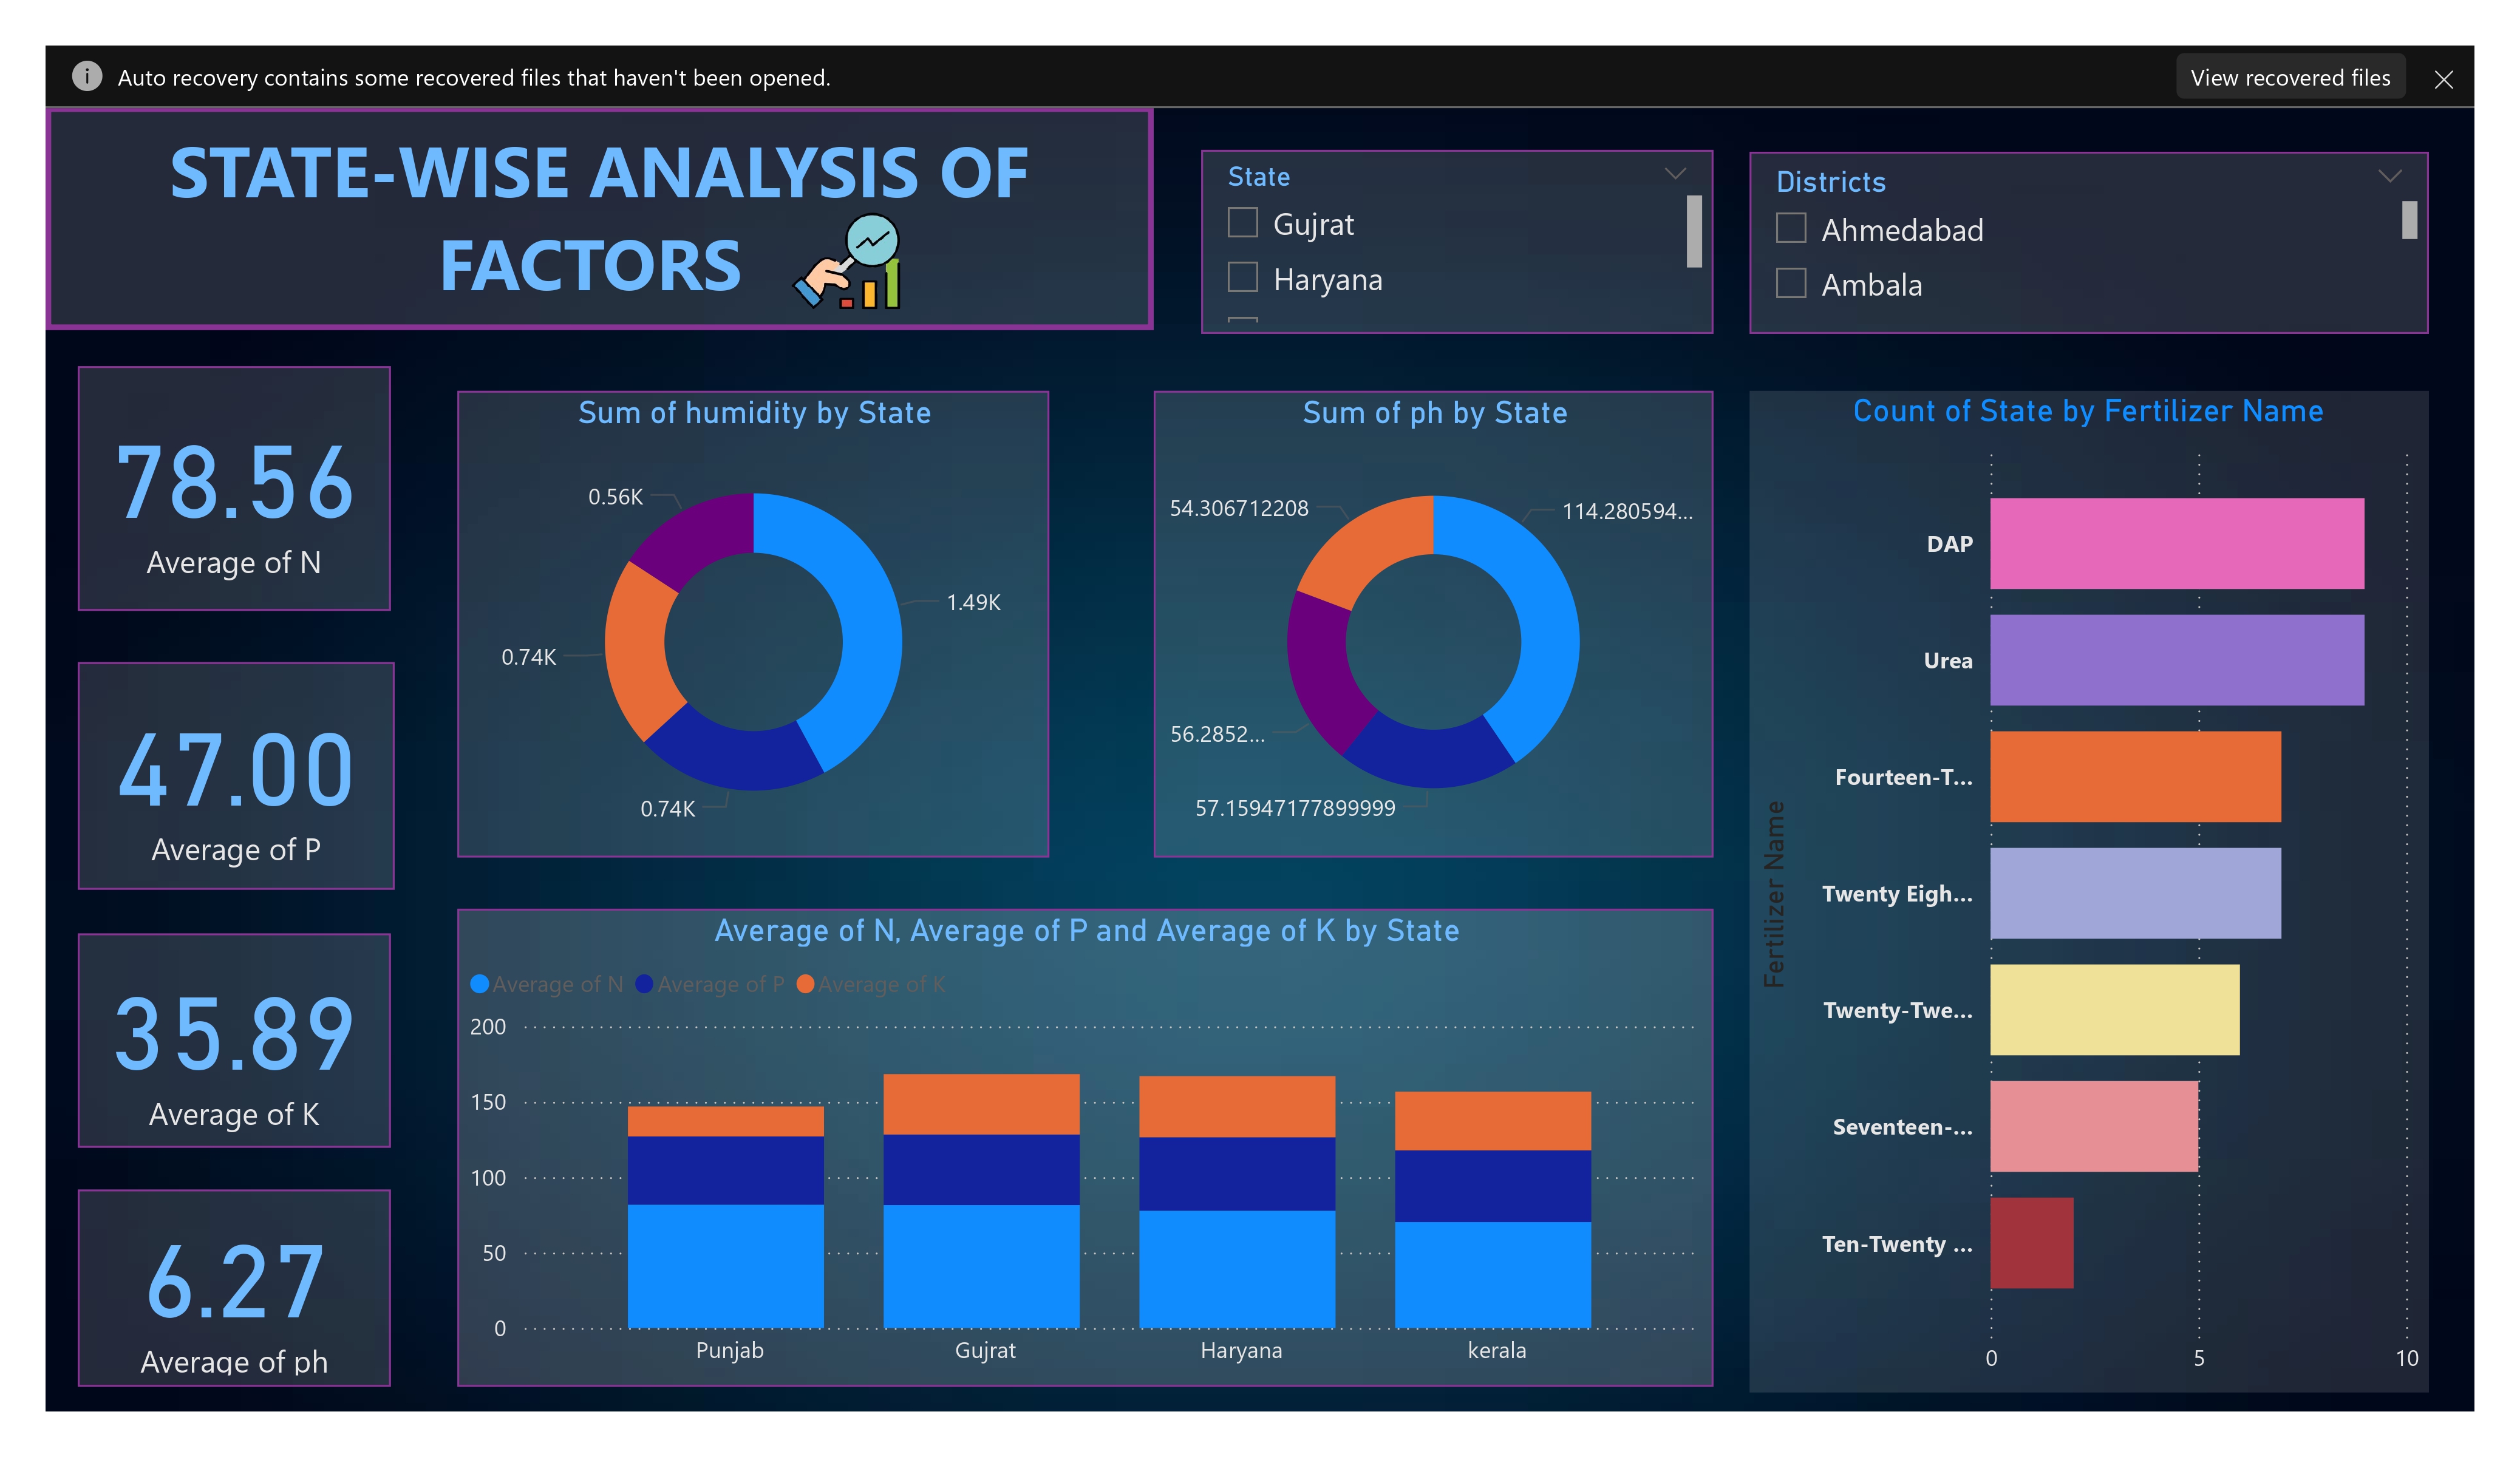 Auto recovery contains some recovered files that haven't been opened.
View recovered files
STATE-WISE ANALYSIS OF
FACTORS
State
Gujrat
Haryana
Districts
Ahmedabad
Ambala
78.56
Average of N
47.00
Average of P
35.89
Average of K
6.27
Average of ph
Sum of humidity by State
0.56K
1.49K
0.74K
0.74K
Sum of ph by State
54.306712208
114.280594...
56.2852...
57.15947177899999
Average of N, Average of P and Average of K by State
Average of N
Average of P
Average of K
200
150
100
50
0
Punjab
Gujrat
Haryana
kerala
Count of State by Fertilizer Name
Fertilizer Name
DAP
Urea
Fourteen-T...
Twenty Eigh...
Twenty-Twe...
Seventeen-...
Ten-Twenty ...
0
5
10